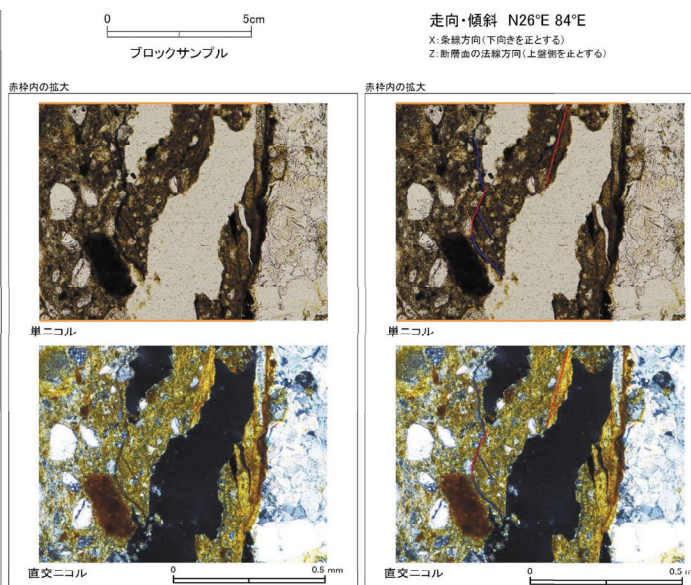 0 5cm
ブロックサンプル
走向・傾斜 N26°E 84°E
X:条線方向(下向きを正とする)
Z:断層面の法線方向(上盤側を正とする)
赤枠内の拡大
赤枠内の拡大
単ニコル
単ニコル
直交ニコル
0 0.5 mm
直交ニコル
0 0.5 m